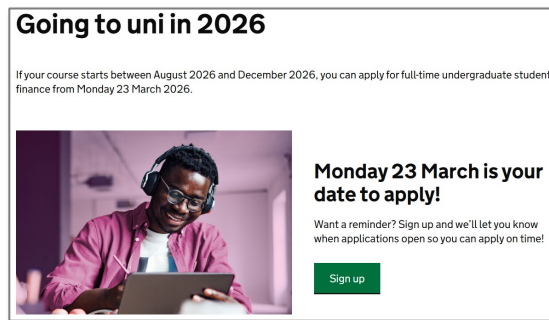 Going to uni in 2026
If your course starts between August 2026 and December 2026, you can apply for full-time undergraduate student
finance from Monday 23 March 2026.
Monday 23 March is your
date to apply!
Want a reminder? Sign up and we'll let you know
when applications open so you can apply on time!
Sign up